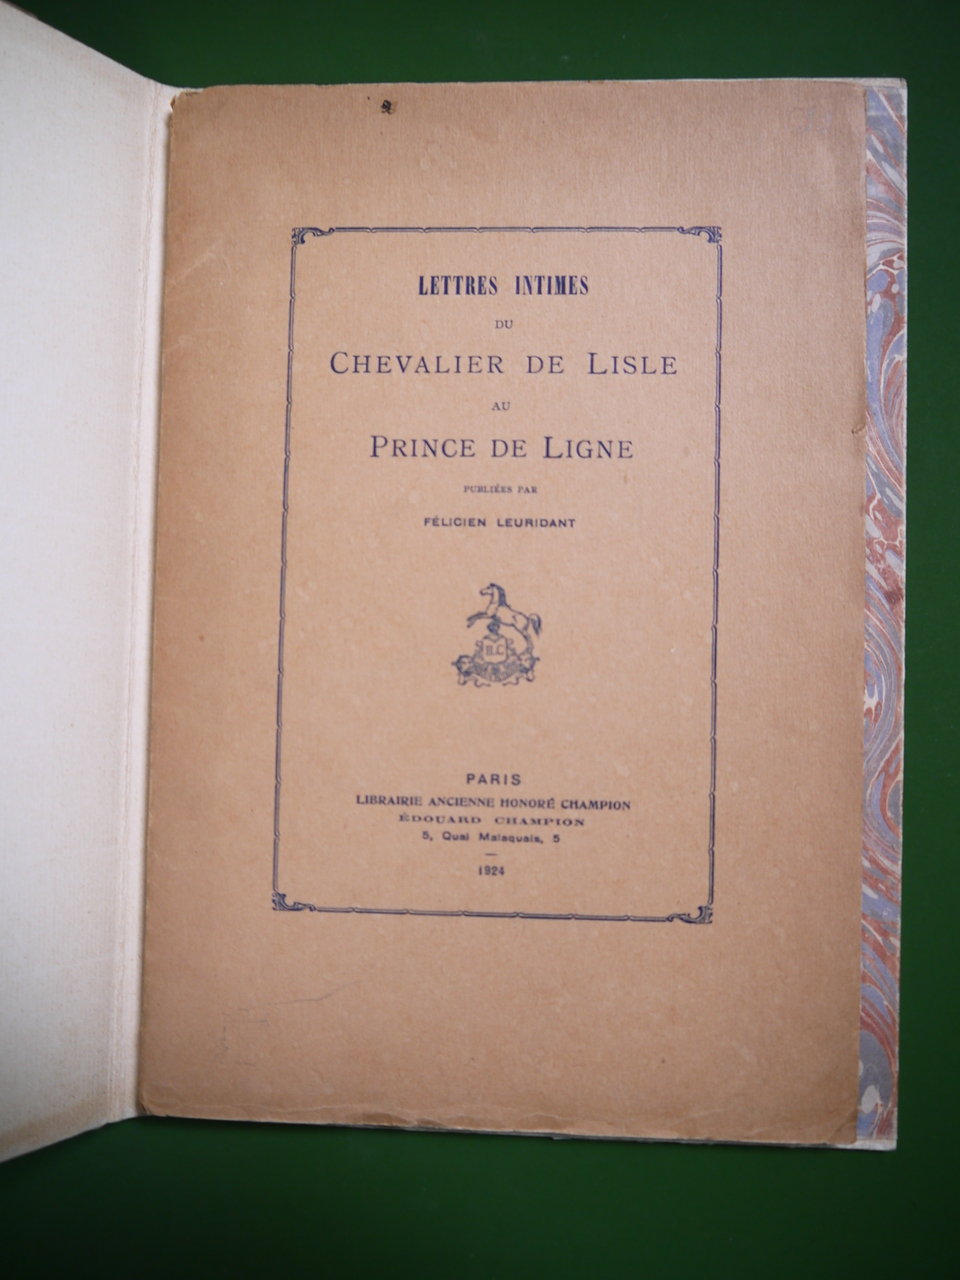 LETTRES INTIMES
DU
CHEVALIER DE LISLE
AU
PRINCE DE LIGNE
PUBLIÉES PAR
FÉLICIEN LEURIDANT
H.C.
PARIS
LIBRAIRIE ANCIENNE HONORÉ CHAMPION
ÉDOUARD CHAMPION
5, Quai Malaquais, 5
1924